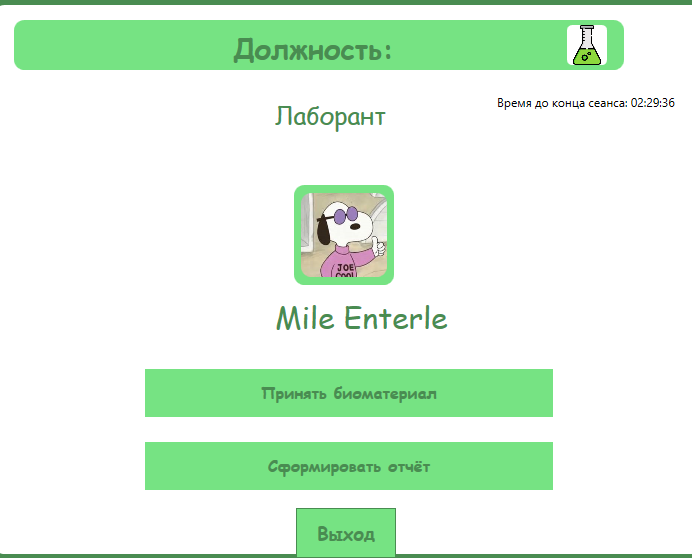 Должность:
Лаборант
Время до конца сеанса: 02:29:36
JOE
COOL
Mile Enterle
Принять биоматериал
Сформировать отчёт
Выход